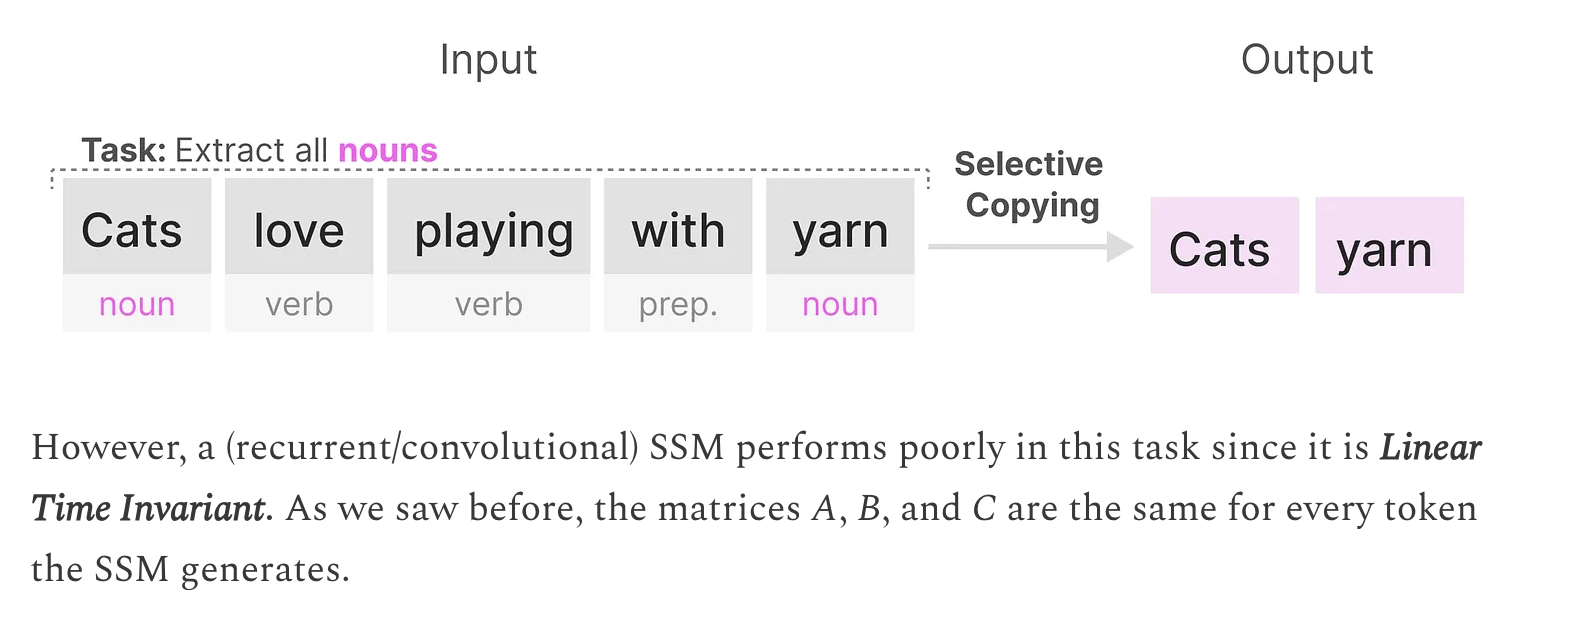 Input
Output
Task: Extract all nouns
Selective
Copying
Cats love playing with yarn
noun verb verb prep. noun
Cats yarn
However, a (recurrent/convolutional) SSM performs poorly in this task since it is Linear
Time Invariant. As we saw before, the matrices A, B, and C are the same for every token
the SSM generates.